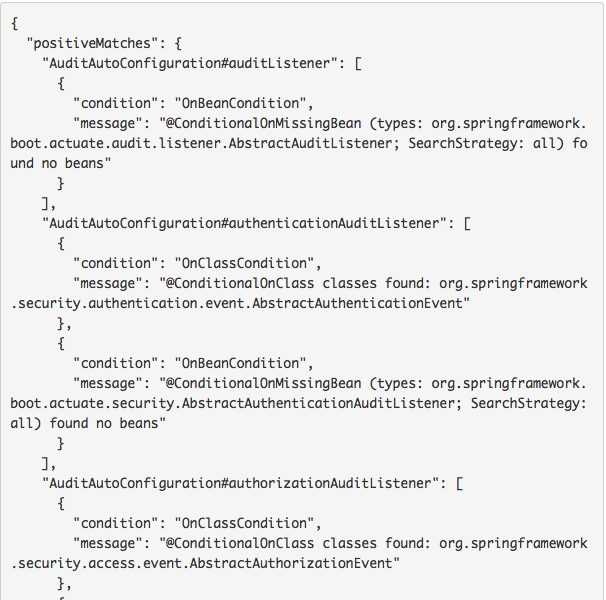 {
  "positiveMatches": {
    "AuditAutoConfiguration#auditListener": [
      {
        "condition": "OnBeanCondition",
        "message": "@ConditionalOnMissingBean (types: org.springframework.
boot.actuate.audit.listener.AbstractAuditListener; SearchStrategy: all) fo
und no beans"
      }
    ],
    "AuditAutoConfiguration#authenticationAuditListener": [
      {
        "condition": "OnClassCondition",
        "message": "@ConditionalOnClass classes found: org.springframework
.security.authentication.event.AbstractAuthenticationEvent"
      },
      {
        "condition": "OnBeanCondition",
        "message": "@ConditionalOnMissingBean (types: org.springframework.
boot.actuate.security.AbstractAuthenticationAuditListener; SearchStrategy:
all) found no beans"
      }
    ],
    "AuditAutoConfiguration#authorizationAuditListener": [
      {
        "condition": "OnClassCondition",
        "message": "@ConditionalOnClass classes found: org.springframework
.security.access.event.AbstractAuthorizationEvent"
      },